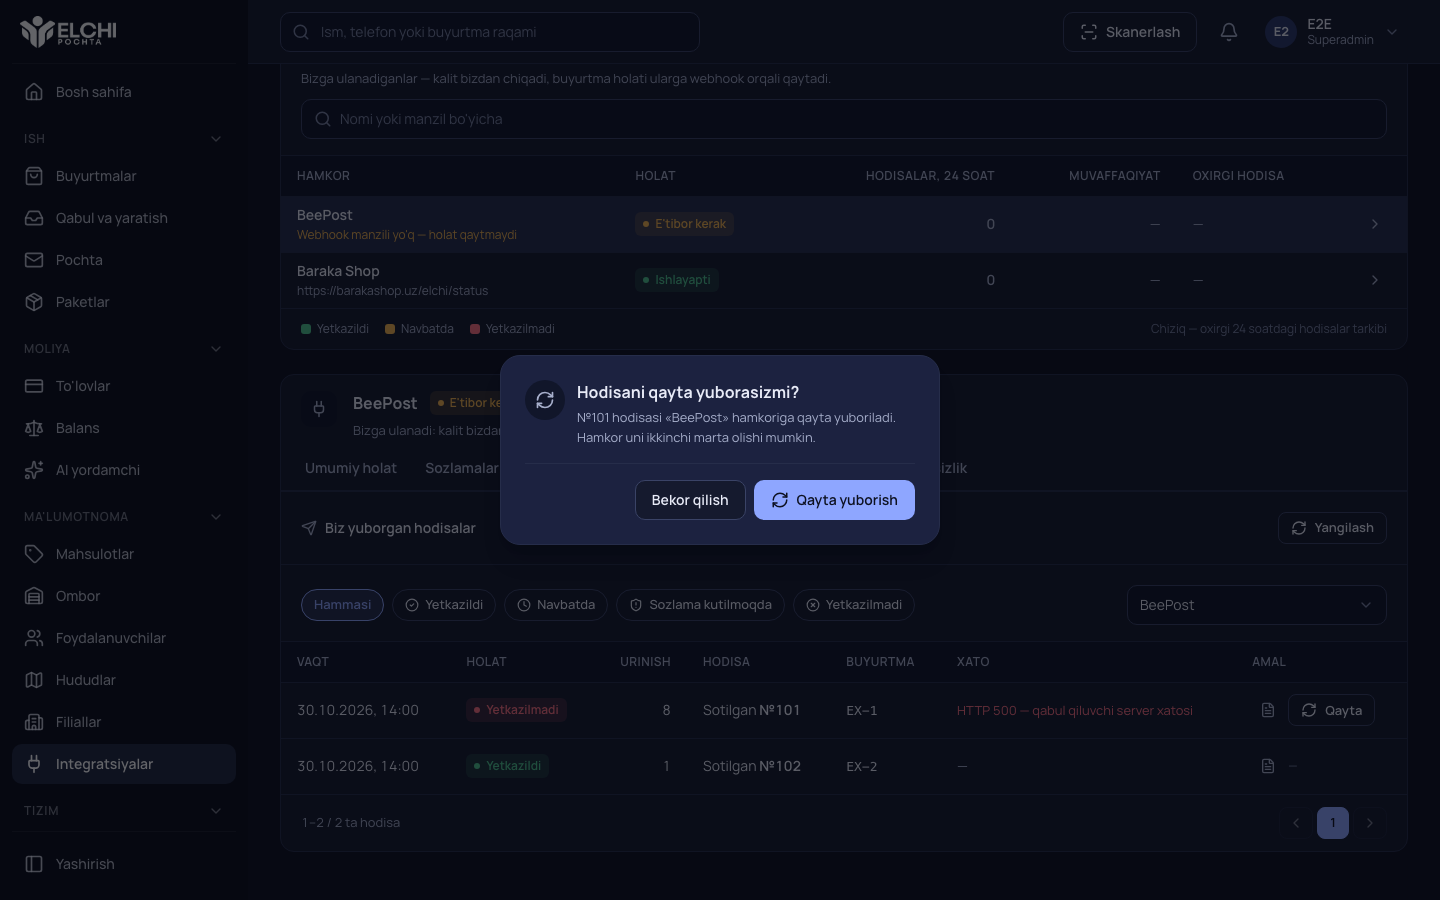 ELCHI
POCHTA
Ism, telefon yoki buyurtma raqami
Skanerlash
E2
E2E
Superadmin
Bosh sahifa
ISH
Buyurtmalar
Qabul va yaratish
Pochta
Paketlar
MOLIYA
To'lovlar
Balans
AI yordamchi
MA'LUMOTNOMA
Mahsulotlar
Ombor
Foydalanuvchilar
Hududlar
Filiallar
Integratsiyalar
TIZIM
Yashirish
Bizga ulanadiganlar — kalit bizdan chiqadi, buyurtma holati ularga webhook orqali qaytadi.
Nomi yoki manzil bo'yicha
HAMKOR HOLAT HODISALAR, 24 SOAT MUVAFFAQIYAT OXIRGI HODISA
BeePost
Webhook manzili yo'q — holat qaytmaydi
E'tibor kerak 0 — —
Baraka Shop
https://barakashop.uz/elchi/status
Ishlayapti 0 — —
Yetkazildi Navbatda Yetkazilmadi
Chiziq — oxirgi 24 soatdagi hodisalar tarkibi
BeePost E'tibor ke
Bizga ulanadi: kalit bizdan
Umumiy holat Sozlamalar izlik
Hodisani qayta yuborasizmi?
№101 hodisasi «BeePost» hamkoriga qayta yuboriladi.
Hamkor uni ikkinchi marta olishi mumkin.
Bekor qilish Qayta yuborish
Biz yuborgan hodisalar
Yangilash
Hammasi Yetkazildi Navbatda Sozlama kutilmoqda Yetkazilmadi
BeePost
VAQT HOLAT URINISH HODISA BUYURTMA XATO AMAL
30.10.2026, 14:00 Yetkazilmadi 8 Sotilgan №101 EX-1 HTTP 500 — qabul qiluvchi server xatosi Qayta
30.10.2026, 14:00 Yetkazildi 1 Sotilgan №102 EX-2 — —
1–2 / 2 ta hodisa
1